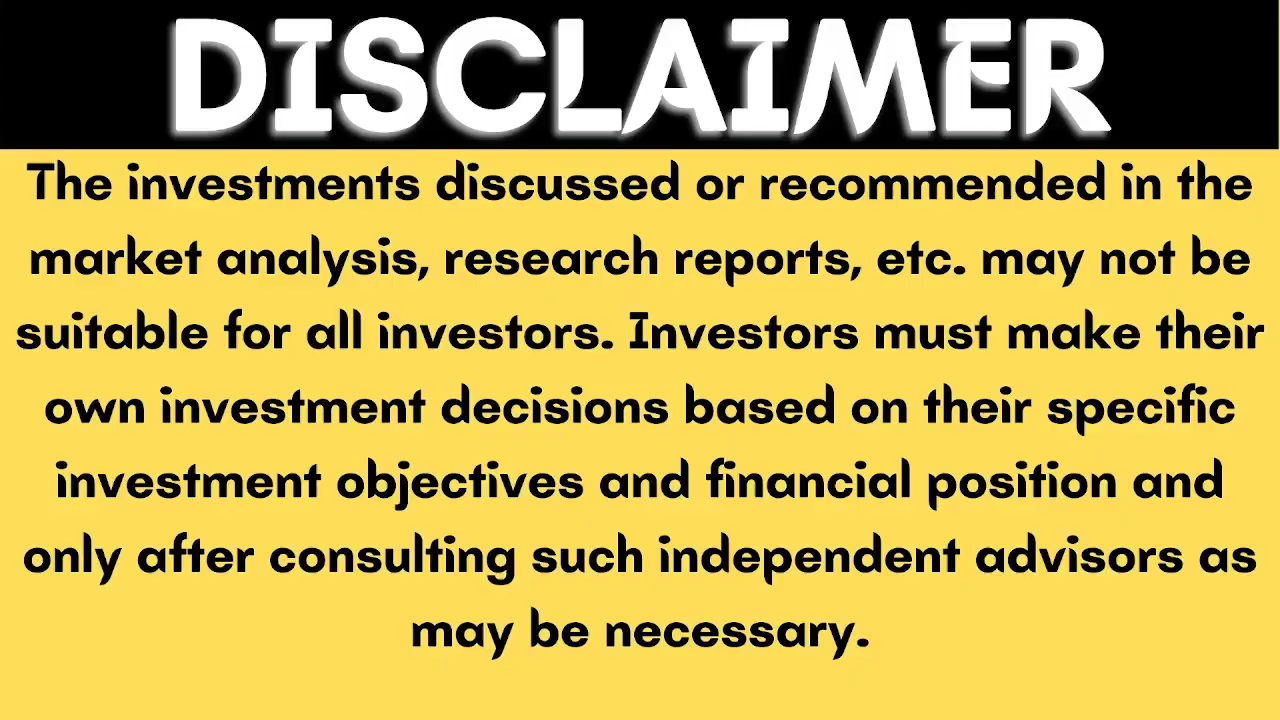 DISCLAIMER
The investments discussed or recommended in the
market analysis, research reports, etc. may not be
suitable for all investors. Investors must make their
own investment decisions based on their specific
investment objectives and financial position and
only after consulting such independent advisors as
may be necessary.